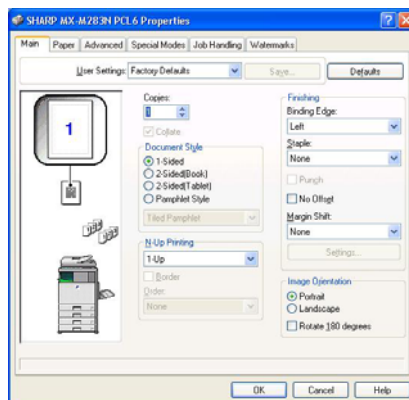 SHARP MX-M283N PCL6 Properties
Main Paper Advanced Special Modes Job Handling Watermarks
User Settings: Factory Defaults Save... Defaults
1
Copies:
1
Collate
Document Style
1-Sided
2-Sided(Book)
2-Sided(Tablet)
Pamphlet Style
Tiled Pamphlet
N-Up Printing
1-Up
Border
Order:
None
Finishing
Binding Edge:
Left
Staple:
None
Punch
No Offset
Margin Shift:
None
Settings...
Image Orientation
Portrait
Landscape
Rotate 180 degrees
OK Cancel Help